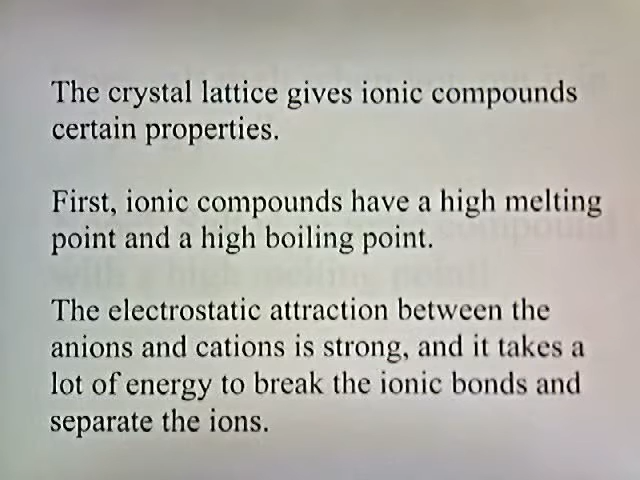 The crystal lattice gives ionic compounds
certain properties.
First, ionic compounds have a high melting
point and a high boiling point.
The electrostatic attraction between the
anions and cations is strong, and it takes a
lot of energy to break the ionic bonds and
separate the ions.